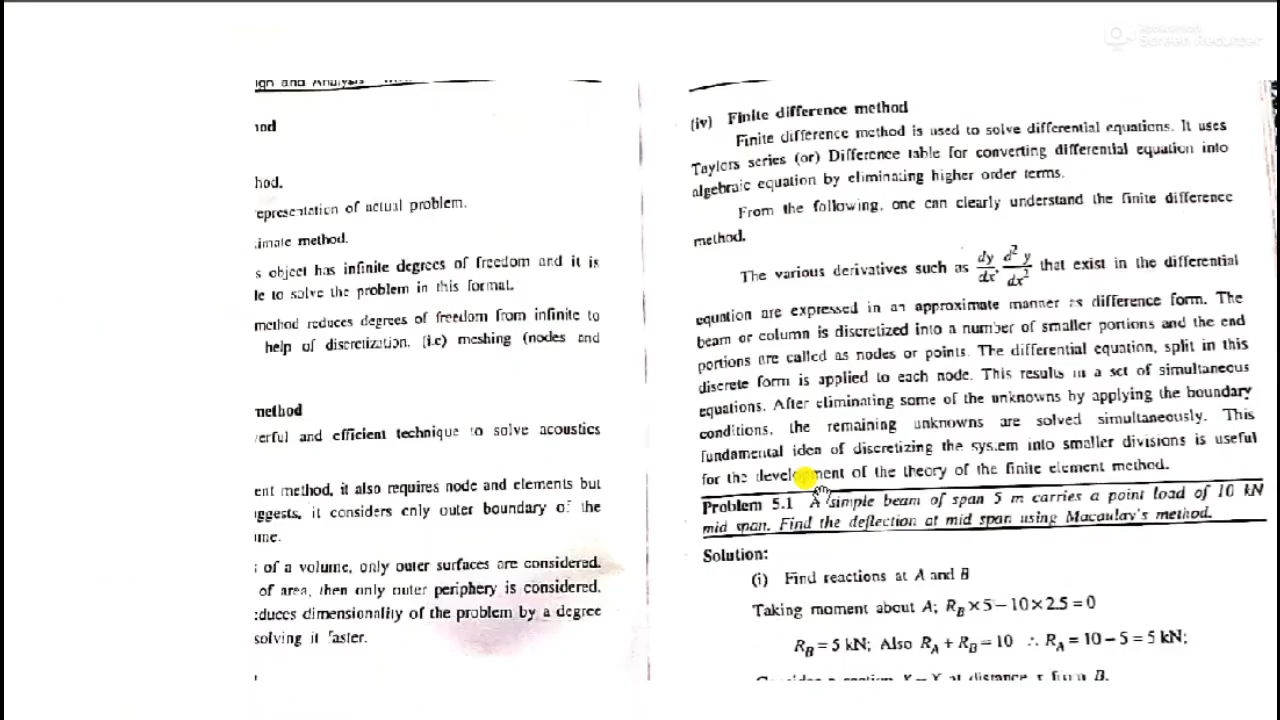 Screen Recorder
ign and Analysis
nod
hod.
epresentation of actual problem.
imate method.
s object has infinite degrees of freedom and it is
le to solve the problem in this format.
method reduces degrees of freedom from infinite to
help of discretization, (i.e) meshing (nodes and
nethod
erful and efficient technique to solve acoustics
ent method, it also requires node and elements but
uggests, it considers only outer boundary of the
ume.
s of a volume, only outer surfaces are considered.
of area, then only outer periphery is considered.
educes dimensionality of the problem by a degree
solving it faster.
(iv) Finite difference method
Finite difference method is used to solve differential equations. It uses
Taylors series (or) Difference table for converting differential equation into
algebraic equation by eliminating higher order terms.
From the following, one can clearly understand the finite difference
method.
The various derivatives such as dy/dx, d²y/dx² that exist in the differential
equation are expressed in an approximate manner as difference form. The
beam or column is discretized into a number of smaller portions and the end
portions are called as nodes or points. The differential equation, split in this
discrete form is applied to each node. This results in a set of simultaneous
equations. After eliminating some of the unknowns by applying the boundary
conditions, the remaining unknowns are solved simultaneously. This
fundamental idea of discretizing the system into smaller divisions is useful
for the development of the theory of the finite element method.
Problem 5.1 A simple beam of span 5 m carries a point load of 10 kN
mid span. Find the deflection at mid span using Macaulay's method.
Solution:
(i) Find reactions at A and B
Taking moment about A; R_B × 5 − 10 × 2.5 = 0
R_B = 5 kN; Also R_A + R_B = 10 ∴ R_A = 10 − 5 = 5 kN;
section X – X at distance x from B.